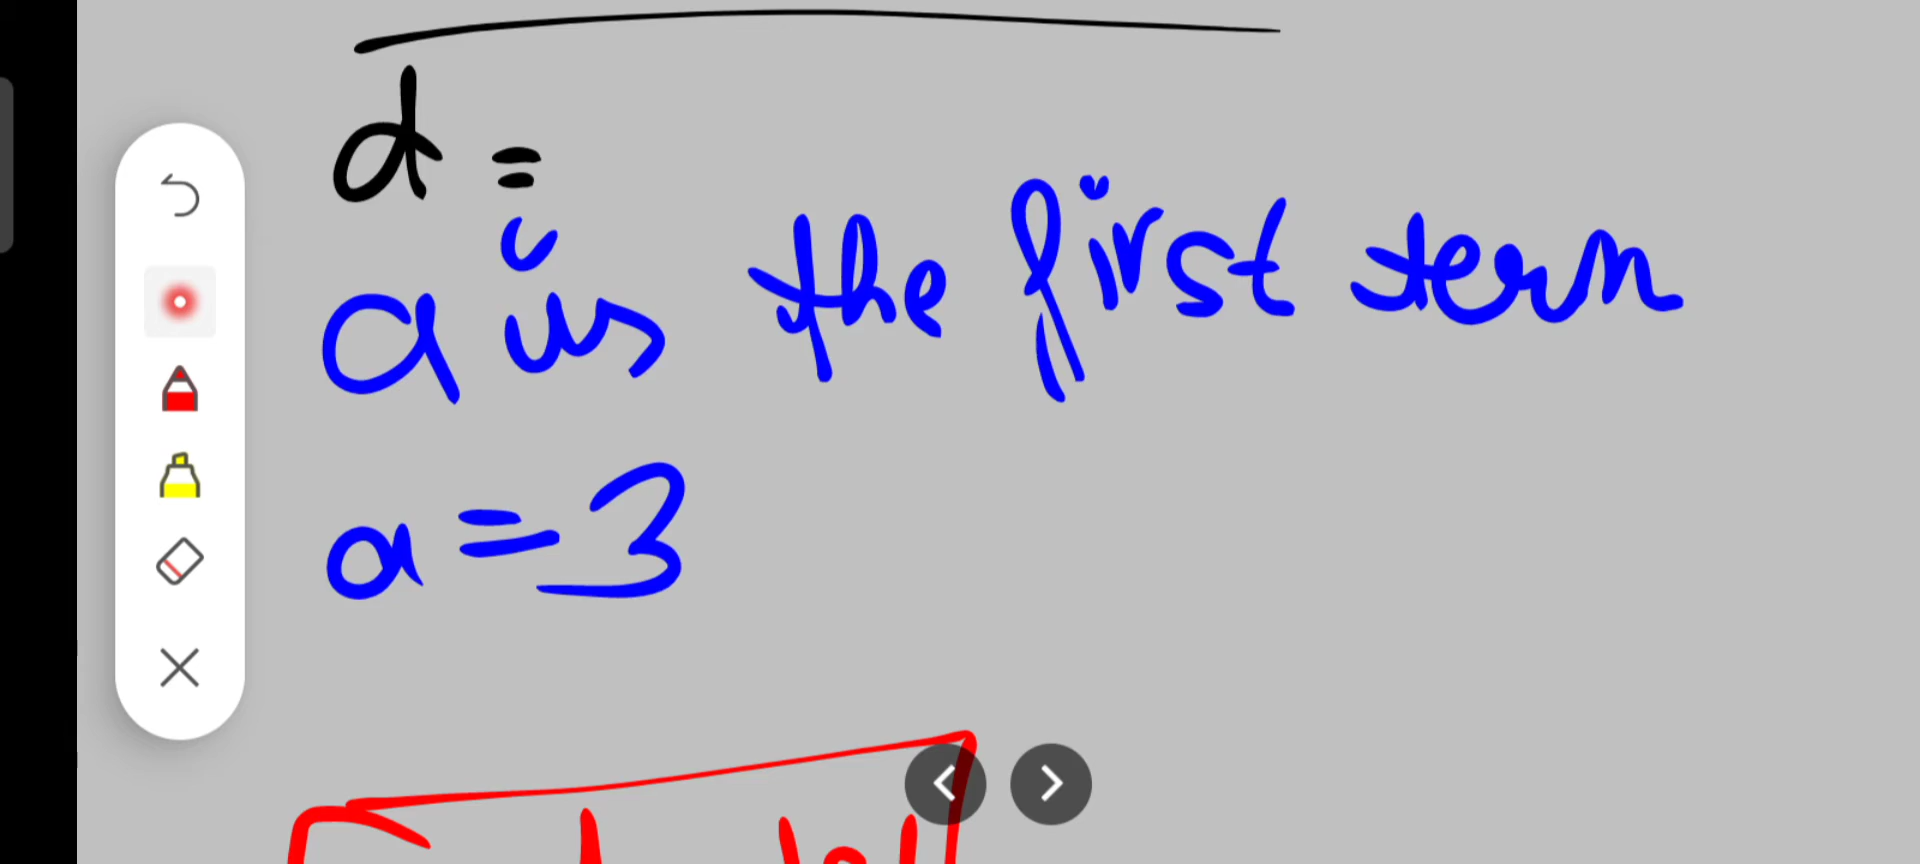 d =
a is the first term
a = 3